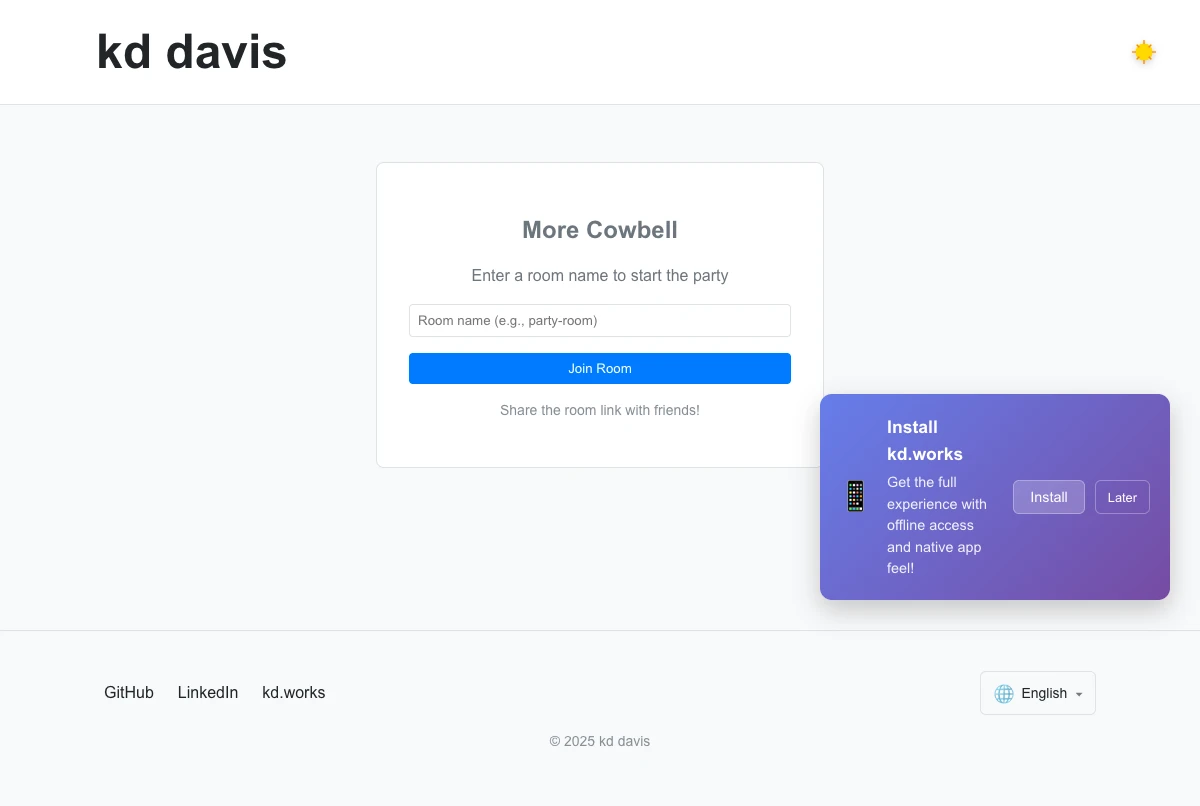 kd davis
More Cowbell
Enter a room name to start the party
Room name (e.g., party-room)
Join Room
Share the room link with friends!
Install
kd.works
Get the full
experience with
offline access
and native app
feel!
Install
Later
GitHub
LinkedIn
kd.works
English
© 2025 kd davis